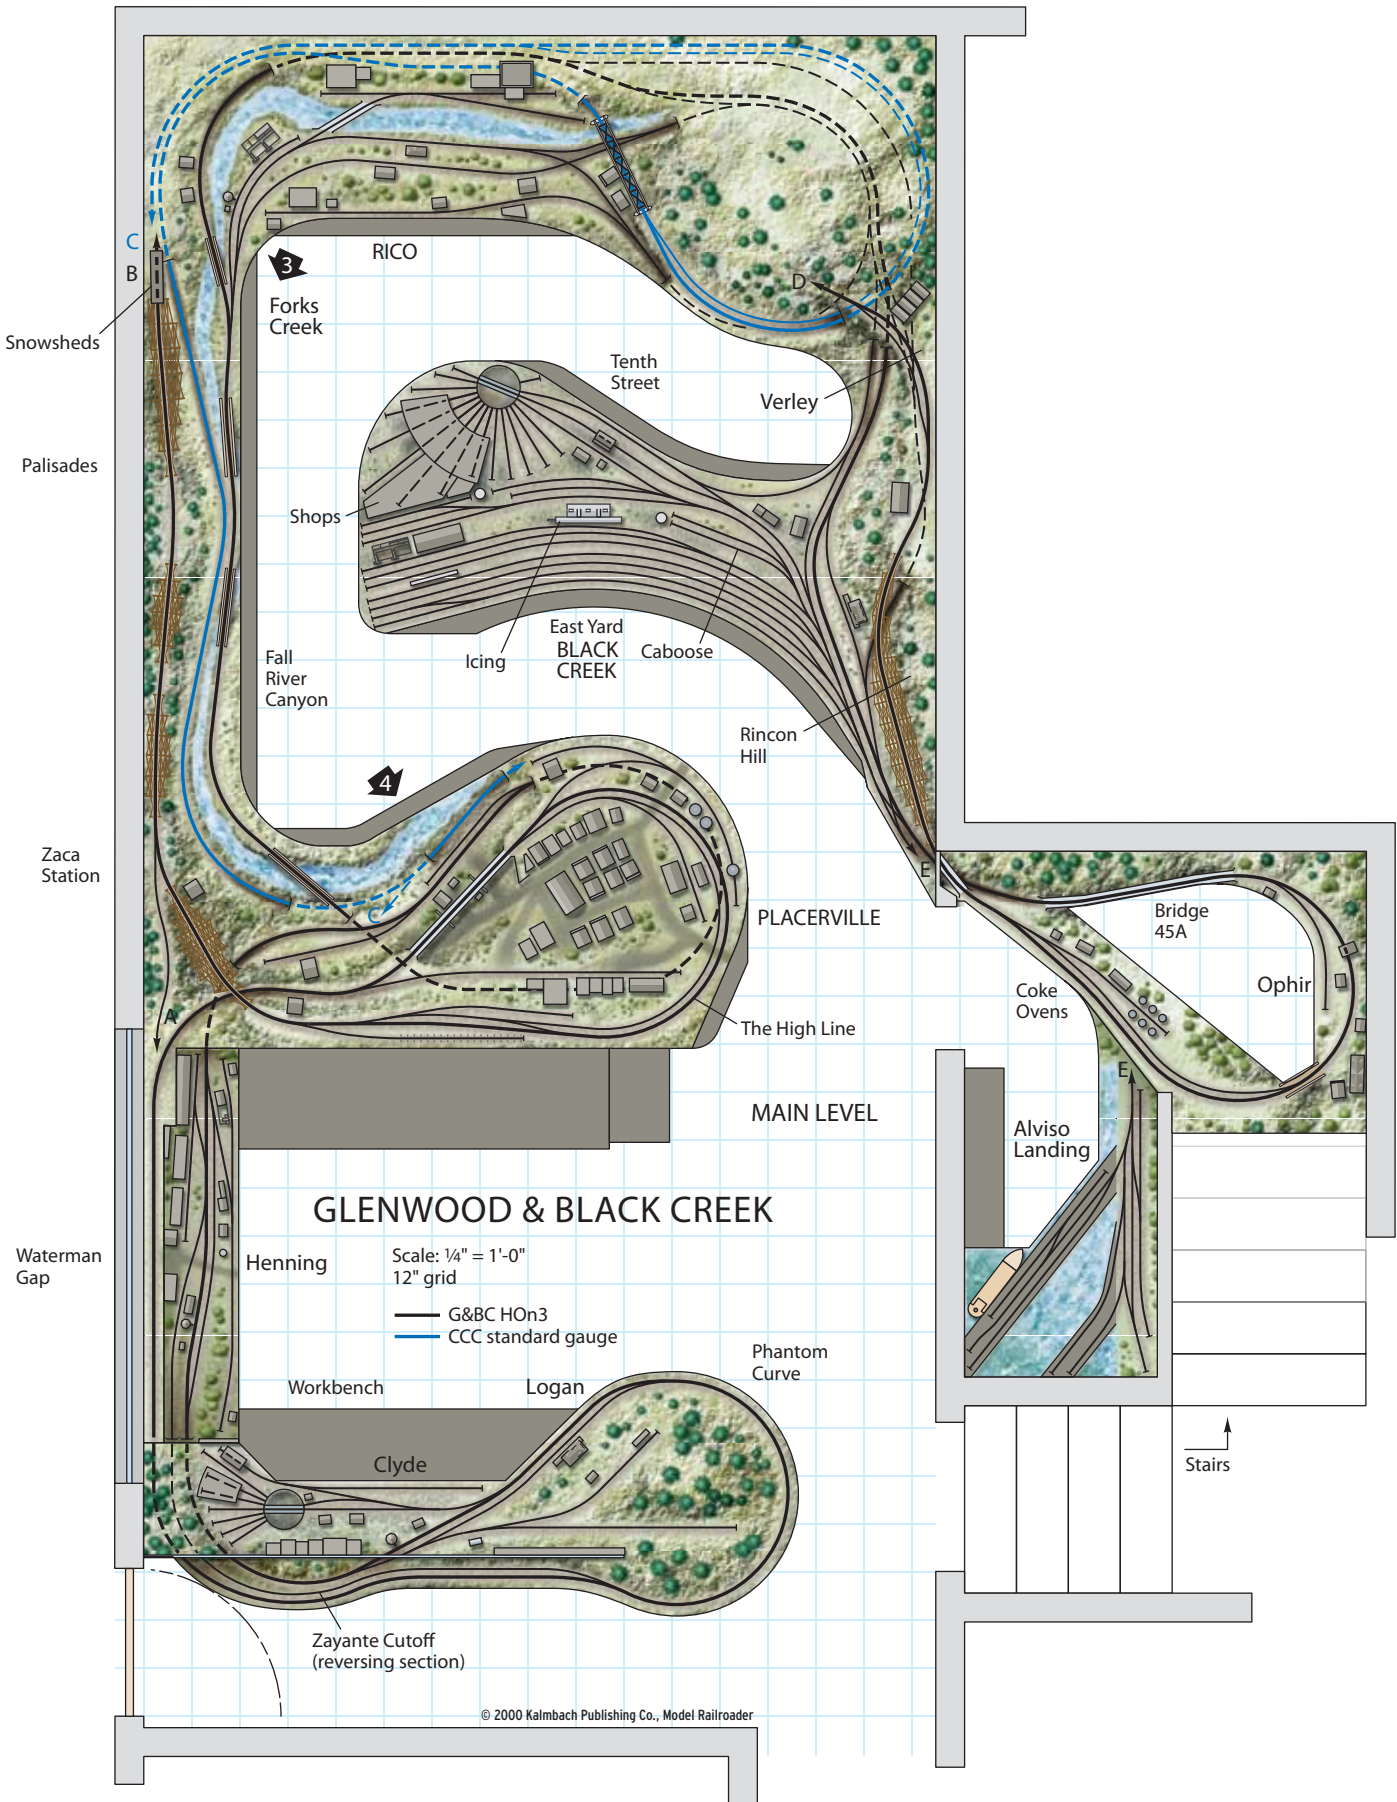 C
B
Snowsheds
3
RICO
Forks
Creek
D
Tenth
Street
Verley
Palisades
Shops
East Yard
BLACK
CREEK
Icing
Caboose
Fall
River
Canyon
Rincon
Hill
4
Zaca
Station
C
E
PLACERVILLE
Bridge
45A
Ophir
Coke
Ovens
A
The High Line
E
MAIN LEVEL
Alviso
Landing
GLENWOOD & BLACK CREEK
Waterman
Gap
Henning
Scale: ¼" = 1'-0"
12" grid
G&BC HOn3
CCC standard gauge
Phantom
Curve
Workbench
Logan
Clyde
Stairs
Zayante Cutoff
(reversing section)
© 2000 Kalmbach Publishing Co., Model Railroader